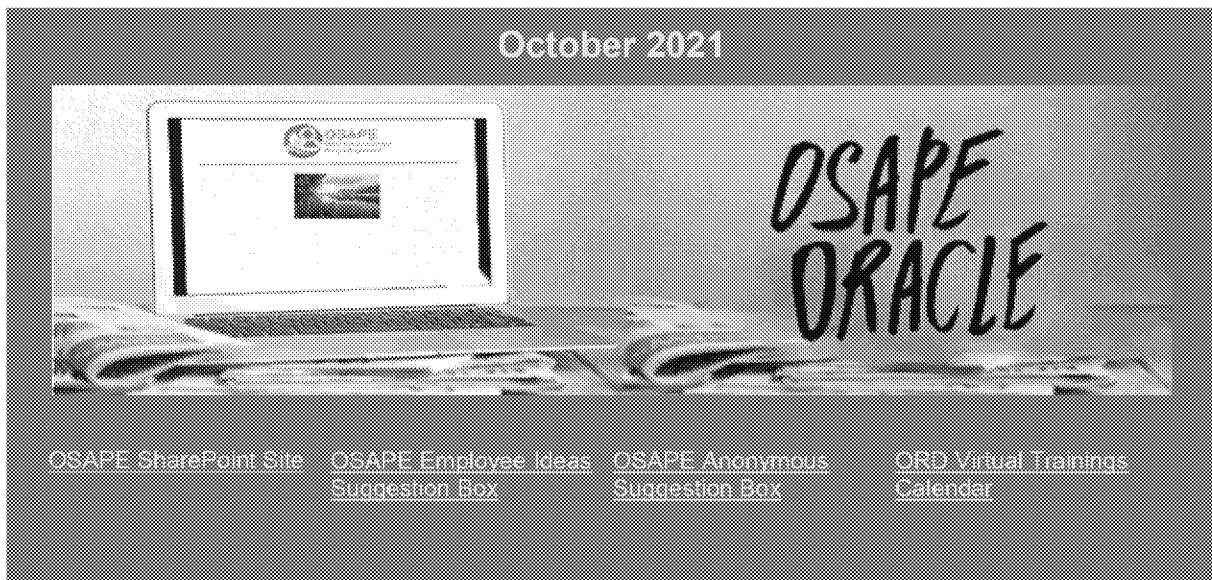 October 2021
OSAPE
OSAPE
ORACLE
OSAPE SharePoint Site
OSAPE Employee Ideas
Suggestion Box
OSAPE Anonymous
Suggestion Box
ORD Virtual Trainings
Calendar